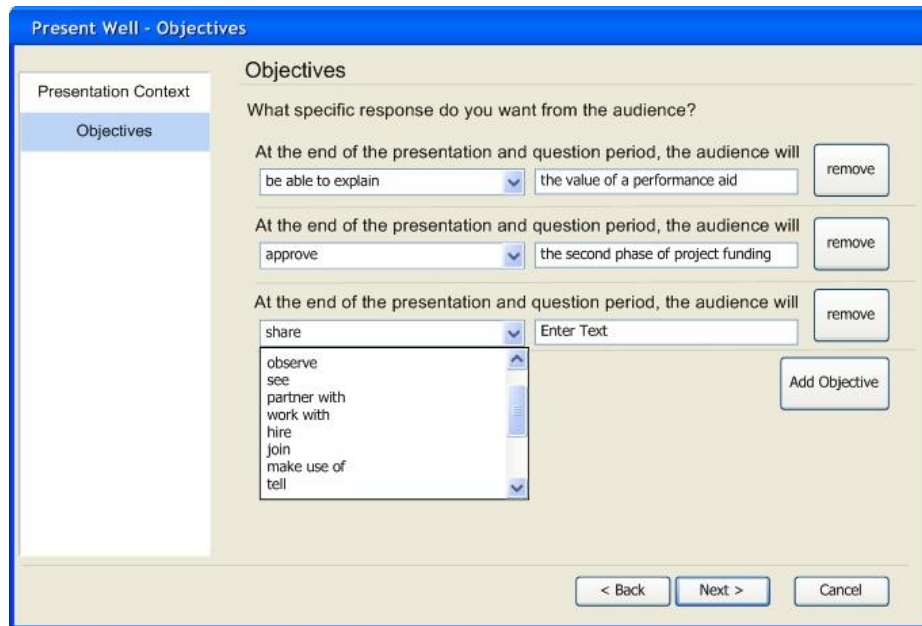 Present Well - Objectives
Presentation Context
Objectives
Objectives
What specific response do you want from the audience?
At the end of the presentation and question period, the audience will
be able to explain
the value of a performance aid
remove
At the end of the presentation and question period, the audience will
approve
the second phase of project funding
remove
At the end of the presentation and question period, the audience will
share
Enter Text
remove
observe
see
partner with
work with
hire
join
make use of
tell
Add Objective
< Back
Next >
Cancel